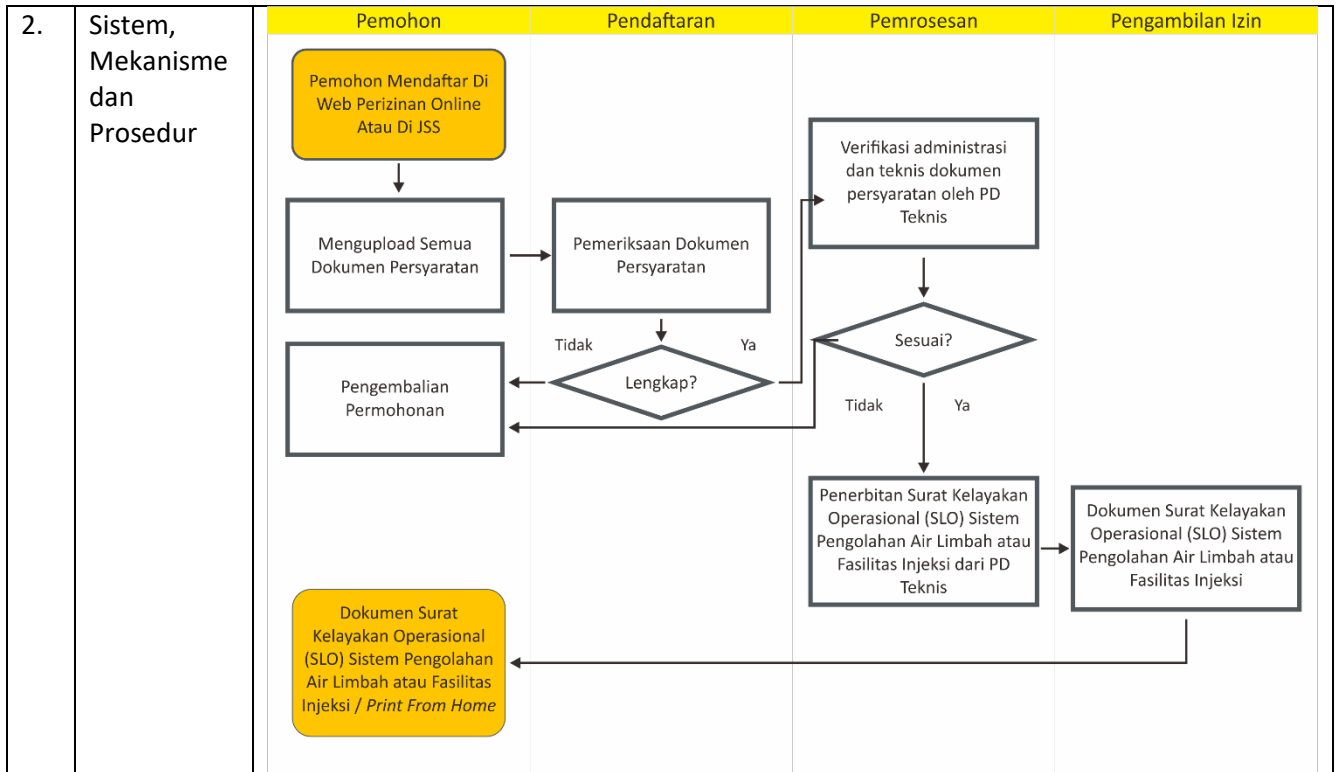 2.
Sistem,
Mekanisme
dan
Prosedur
Pemohon
Pendaftaran
Pemrosesan
Pengambilan Izin
Pemohon Mendaftar Di
Web Perizinan Online
Atau Di JSS
Mengupload Semua
Dokumen Persyaratan
Pemeriksaan Dokumen
Persyaratan
Verifikasi administrasi
dan teknis dokumen
persyaratan oleh PD
Teknis
Tidak
Ya
Lengkap?
Sesuai?
Pengembalian
Permohonan
Tidak
Ya
Penerbitan Surat Kelayakan
Operasional (SLO) Sistem
Pengolahan Air Limbah atau
Fasilitas Injeksi dari PD
Teknis
Dokumen Surat Kelayakan
Operasional (SLO) Sistem
Pengolahan Air Limbah atau
Fasilitas Injeksi
Dokumen Surat
Kelayakan Operasional
(SLO) Sistem Pengolahan
Air Limbah atau Fasilitas
Injeksi / Print From Home